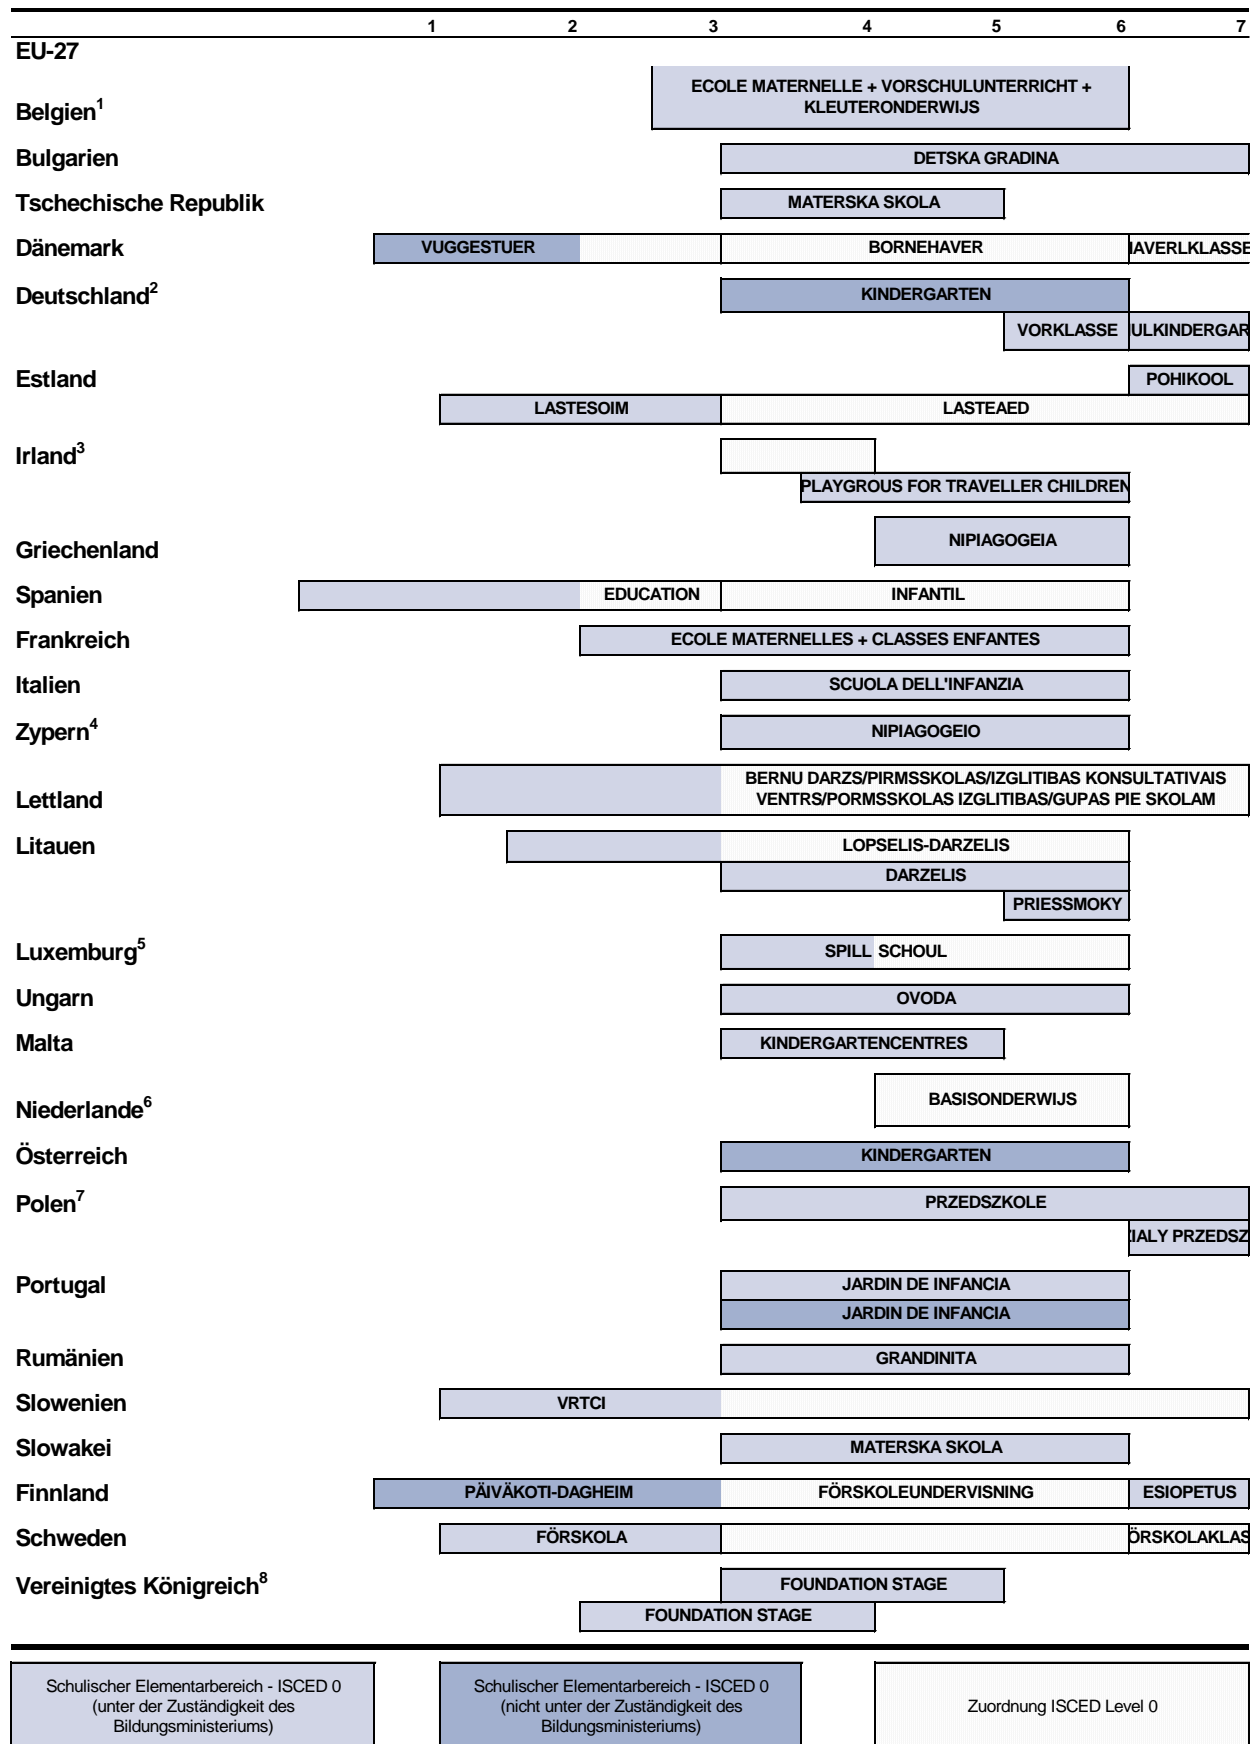 1 2 3 4 5 6 7
EU-27
Belgien1 ECOLE MATERNELLE + VORSCHULUNTERRICHT +
KLEUTERONDERWIJS
Bulgarien DETSKA GRADINA
Tschechische Republik MATERSKA SKOLA
Dänemark VUGGESTUER BORNEHAVER HAVERLKLASSE
Deutschland2 KINDERGARTEN
VORKLASSE ULKINDERGAR
Estland POHIKOOL
LASTESOIM LASTEAED
Irland3
PLAYGROUS FOR TRAVELLER CHILDREN
Griechenland NIPIAGOGEIA
Spanien EDUCATION INFANTIL
Frankreich ECOLE MATERNELLES + CLASSES ENFANTES
Italien SCUOLA DELL'INFANZIA
Zypern4 NIPIAGOGEIO
Lettland BERNU DARZS/PIRMSSKOLAS/IZGLITIBAS KONSULTATIVAIS
VENTRS/PORMSSKOLAS IZGLITIBAS/GUPAS PIE SKOLAM
Litauen LOPSELIS-DARZELIS
DARZELIS
PRIESSMOKY
Luxemburg5 SPILL SCHOUL
Ungarn OVODA
Malta KINDERGARTENCENTRES
Niederlande6 BASISONDERWIJS
Österreich KINDERGARTEN
Polen7 PRZEDSZKOLE
IALY PRZEDSZ
Portugal JARDIN DE INFANCIA
JARDIN DE INFANCIA
Rumänien GRANDINITA
Slowenien VRTCI
Slowakei MATERSKA SKOLA
Finnland PÄIVÄKOTI-DAGHEIM FÖRSKOLEUNDERVISNING ESIOPETUS
Schweden FÖRSKOLA ÖRSKOLAKLAS
Vereinigtes Königreich8 FOUNDATION STAGE
FOUNDATION STAGE
Schulischer Elementarbereich - ISCED 0
(unter der Zuständigkeit des
Bildungsministeriums)
Schulischer Elementarbereich - ISCED 0
(nicht unter der Zuständigkeit des
Bildungsministeriums)
Zuordnung ISCED Level 0